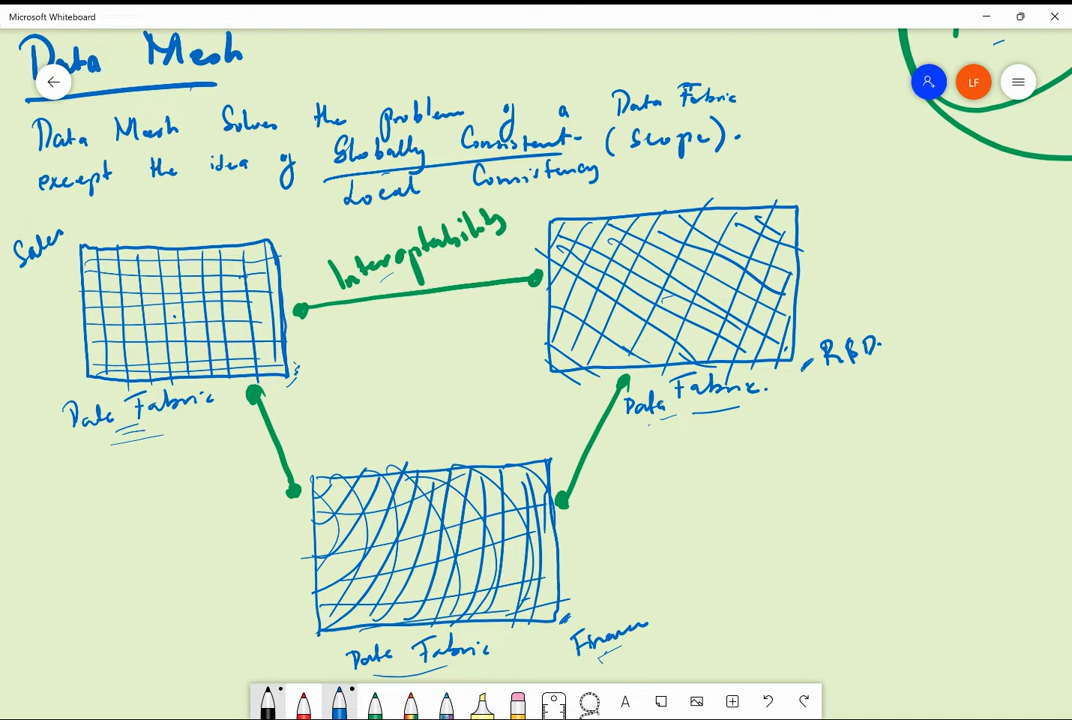 Microsoft Whiteboard
Data Mesh
LF
Data Mesh Solves the problem of a Data Fabric
except the idea of Globally Consistent (Scope).
Local Consistency
Sales
Interoptability
R&D.
Data Fabric
Data Fabric.
Data Fabric
Finance
A